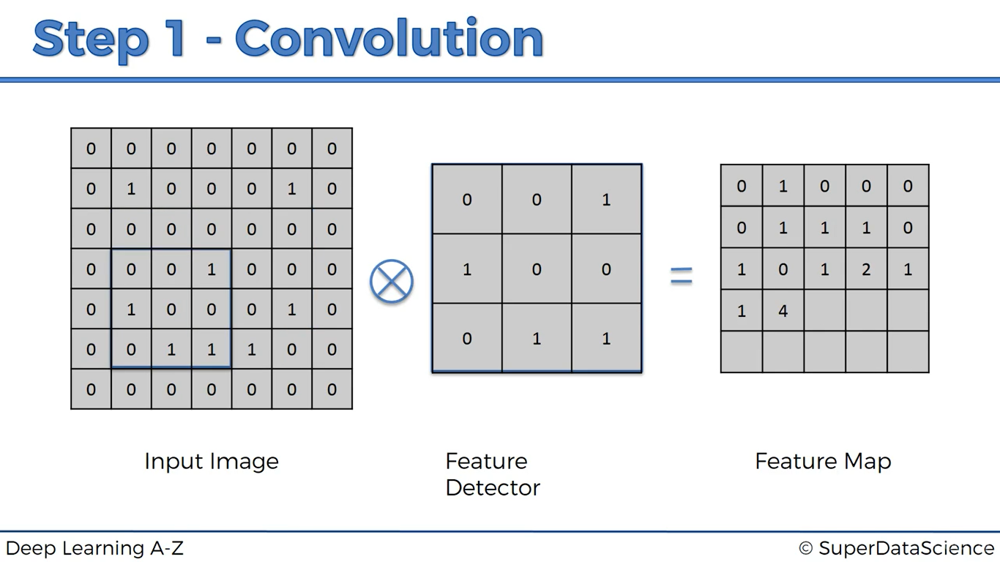 Step 1 - Convolution
0 0 0 0 0 0 0
0 1 0 0 0 1 0
0 0 0 0 0 0 0
0 0 0 1 0 0 0
0 1 0 0 0 1 0
0 0 1 1 1 0 0
0 0 0 0 0 0 0
0 0 1
1 0 0
0 1 1
=
0 1 0 0 0
0 1 1 1 0
1 0 1 2 1
1 4
Input Image
Feature
Detector
Feature Map
Deep Learning A-Z
© SuperDataScience